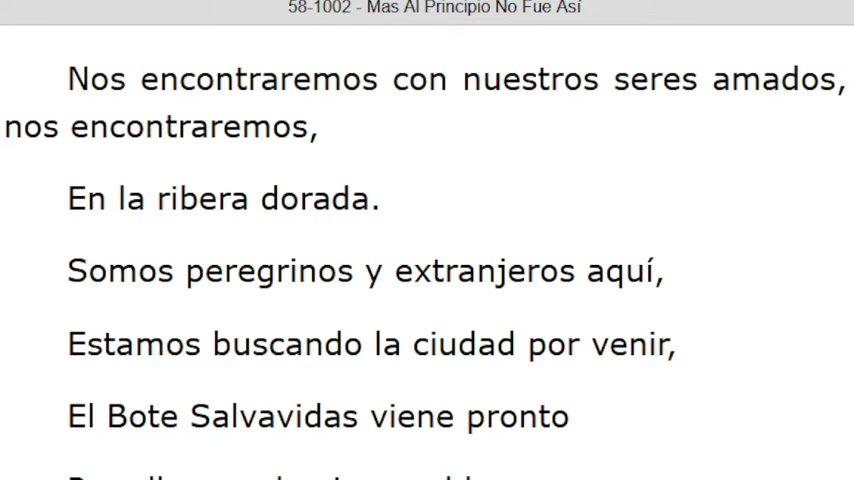 58-1002 - Mas Al Principio No Fue Así
Nos encontraremos con nuestros seres amados,
nos encontraremos,
En la ribera dorada.
Somos peregrinos y extranjeros aquí,
Estamos buscando la ciudad por venir,
El Bote Salvavidas viene pronto